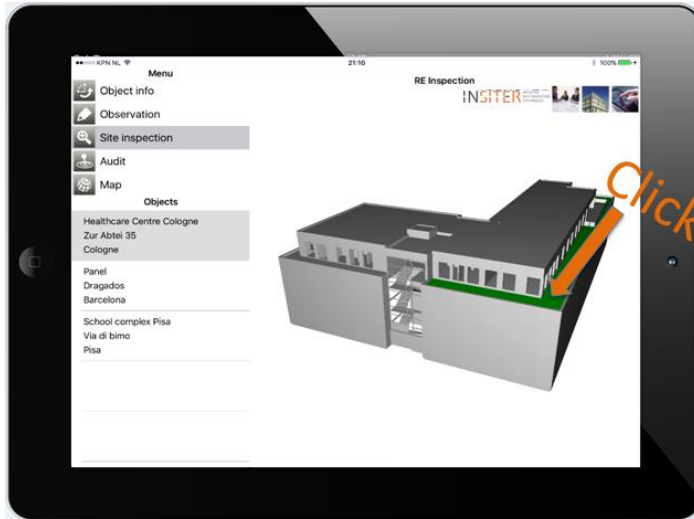 KPN NL
21:10
100%
Menu
RE Inspection
Object info
INSITER
Observation
Site inspection
Audit
Map
Objects
Healthcare Centre Cologne
Zur Abtei 35
Cologne
Panel
Dragados
Barcelona
School complex Pisa
Via di bimo
Pisa
Click